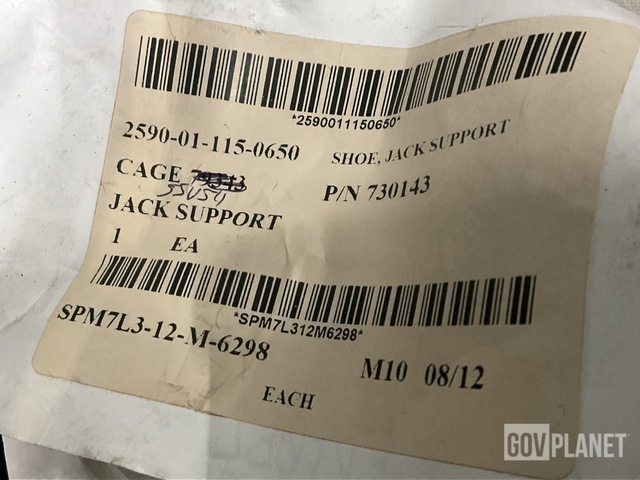 *2590011150650*
2590-01-115-0650 SHOE, JACK SUPPORT
CAGE P/N 730143
JACK SUPPORT
1 EA
*SPM7L312M6298*
SPM7L3-12-M-6298
M10 08/12
EACH
GOVPLANET